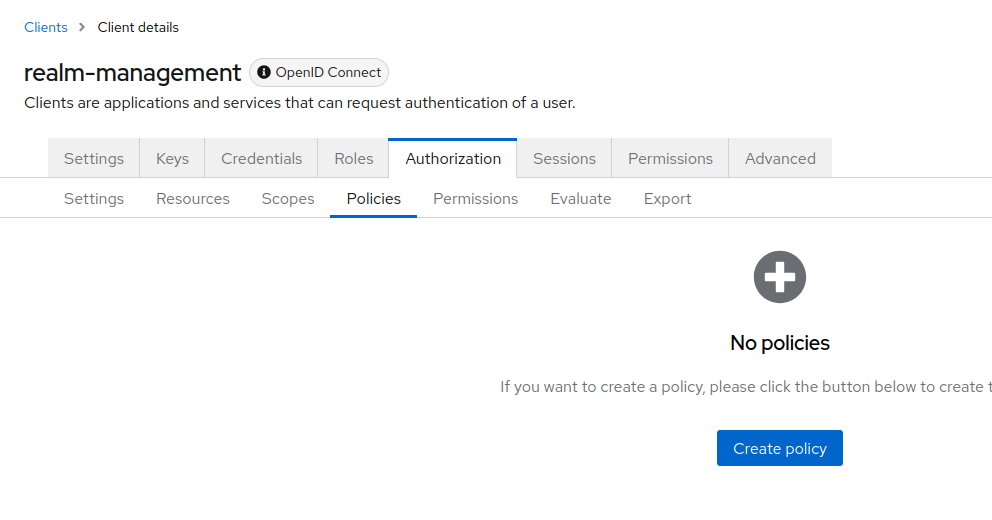 Clients > Client details
realm-management OpenID Connect
Clients are applications and services that can request authentication of a user.
Settings Keys Credentials Roles Authorization Sessions Permissions Advanced
Settings Resources Scopes Policies Permissions Evaluate Export
No policies
If you want to create a policy, please click the button below to create
Create policy